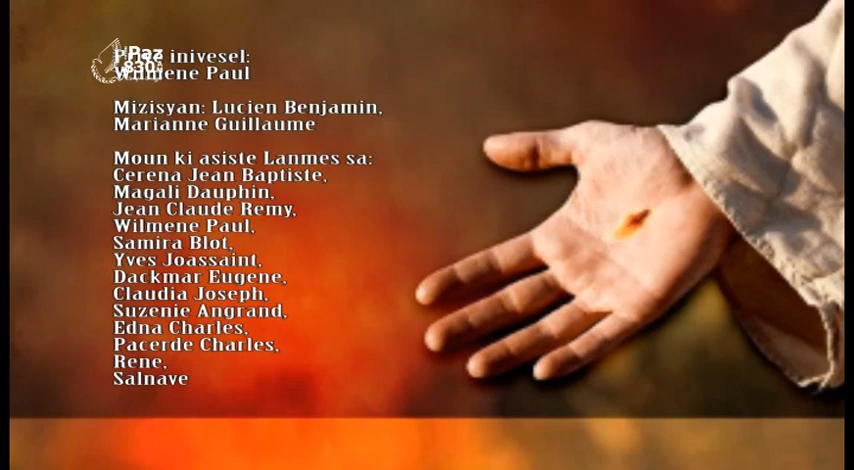 Paz
830
inivesel:
Wilmene Paul
Mizisyan: Lucien Benjamin,
Marianne Guillaume
Moun ki asiste Lanmes sa:
Cerena Jean Baptiste,
Magali Dauphin,
Jean Claude Remy,
Wilmene Paul,
Samira Blot,
Yves Joassaint,
Dackmar Eugene,
Claudia Joseph,
Suzenie Angrand,
Edna Charles,
Pacerde Charles,
Rene,
Salnave